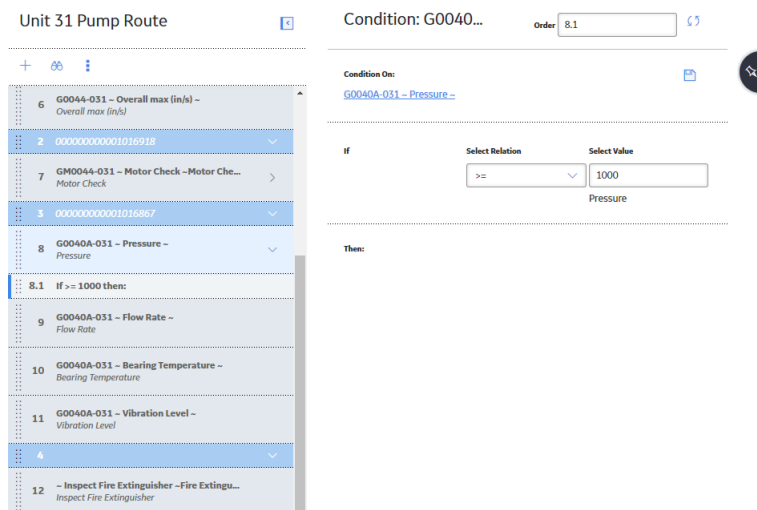 Unit 31 Pump Route
6 G0044-031 ~ Overall max (in/s) ~
Overall max (in/s)
2 000000000001016918
7 GM0044-031 ~ Motor Check ~Motor Che...
Motor Check
3 000000000001016867
8 G0040A-031 ~ Pressure ~
Pressure
8.1 If >= 1000 then:
9 G0040A-031 ~ Flow Rate ~
Flow Rate
10 G0040A-031 ~ Bearing Temperature ~
Bearing Temperature
11 G0040A-031 ~ Vibration Level ~
Vibration Level
4
12 ~ Inspect Fire Extinguisher ~Fire Extingu...
Inspect Fire Extinguisher
Condition: G0040... Order 8.1
Condition On:
G0040A-031 ~ Pressure ~
If Select Relation Select Value
>= 1000
Pressure
Then: